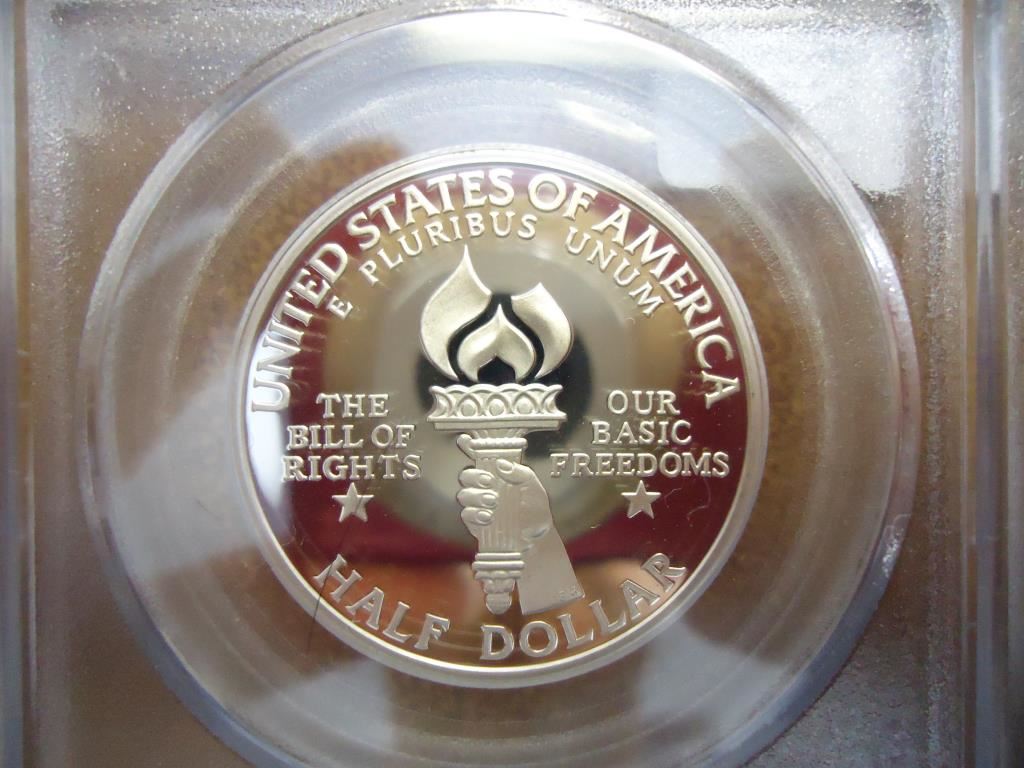 UNITED STATES OF AMERICA
E PLURIBUS UNUM
THE
BILL OF
RIGHTS
OUR
BASIC
FREEDOMS
HALF DOLLAR